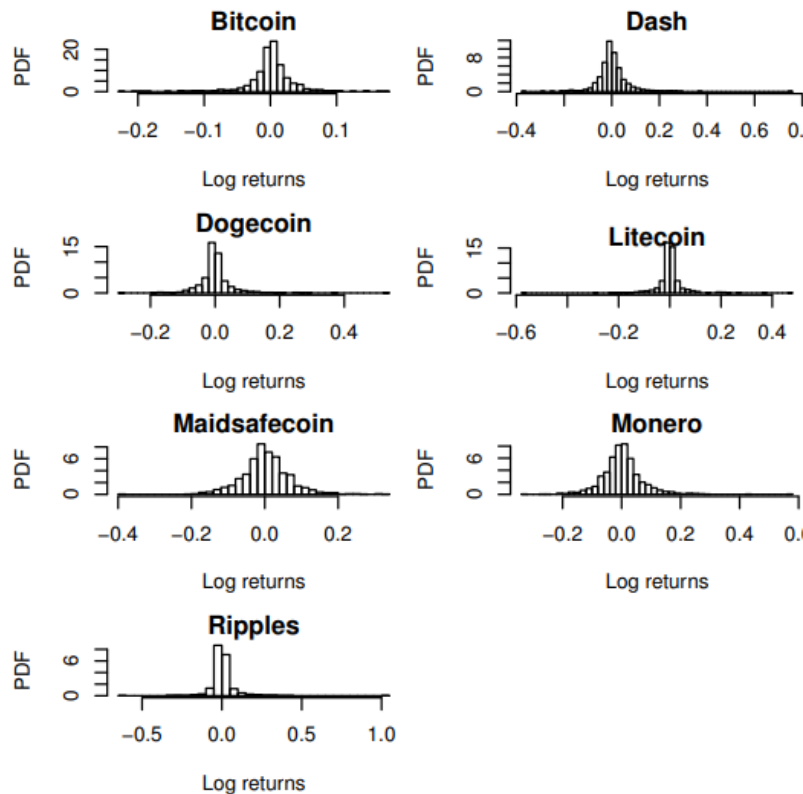 Bitcoin
PDF
0
20
−0.2 −0.1 0.0 0.1
Log returns
Dash
PDF
0
8
−0.4 0.0 0.2 0.4 0.6
Log returns
Dogecoin
PDF
0
15
−0.2 0.0 0.2 0.4
Log returns
Litecoin
PDF
0
15
−0.6 −0.2 0.2
Log returns
Maidsafecoin
PDF
0
6
−0.4 −0.2 0.0 0.2
Log returns
Monero
PDF
0
6
−0.2 0.0 0.2 0.4
Log returns
Ripples
PDF
0
6
−0.5 0.0 0.5 1.0
Log returns